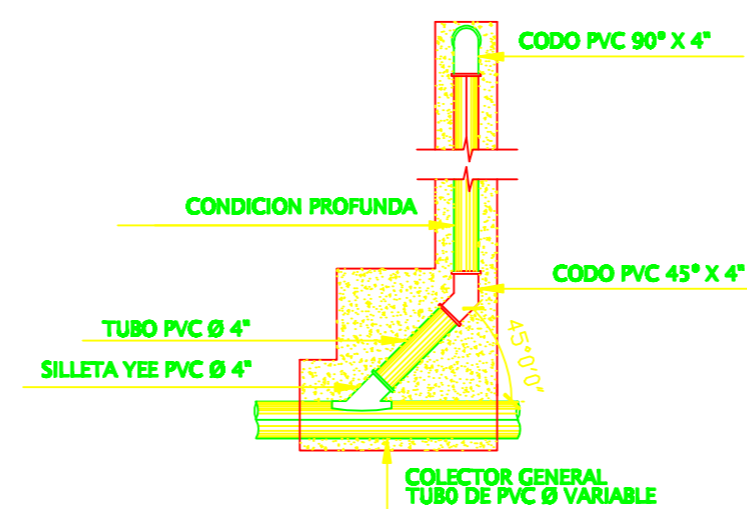 CODO PVC 90° X 4"
CONDICION PROFUNDA
CODO PVC 45° X 4"
TUBO PVC Ø 4"
45°0'0"
SILLETA YEE PVC Ø 4"
COLECTOR GENERAL
TUBO DE PVC Ø VARIABLE